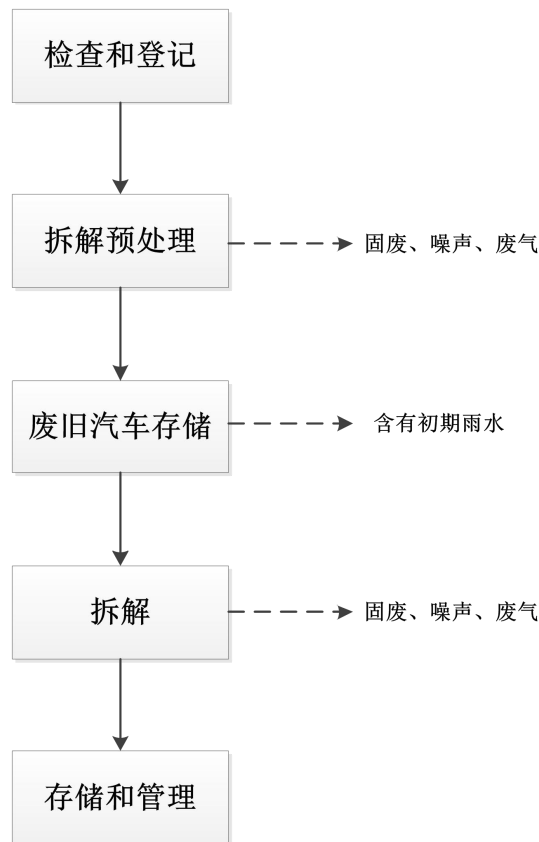 检查和登记
拆解预处理
固废、噪声、废气
废旧汽车存储
含有初期雨水
拆解
固废、噪声、废气
存储和管理